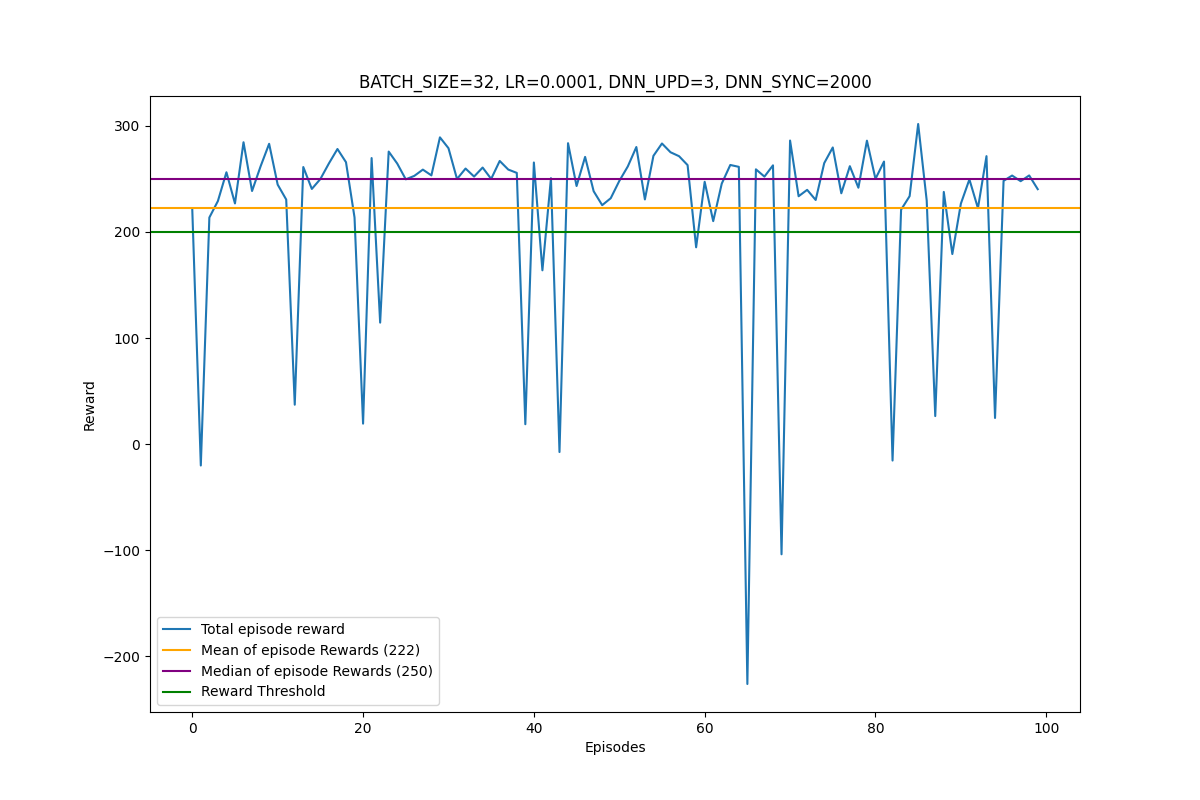 BATCH_SIZE=32, LR=0.0001, DNN_UPD=3, DNN_SYNC=2000
300
200
100
0
−100
−200
Reward
Total episode reward
Mean of episode Rewards (222)
Median of episode Rewards (250)
Reward Threshold
0 20 40 60 80 100
Episodes